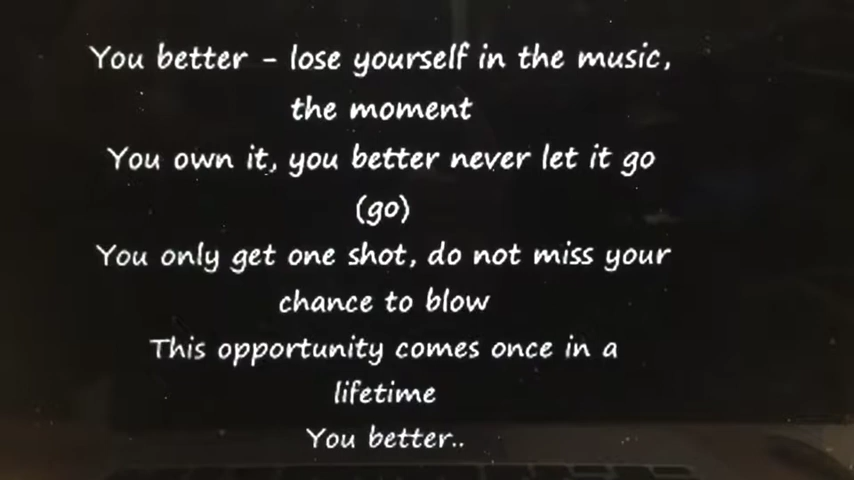 You better - lose yourself in the music,
the moment
You own it, you better never let it go
(go)
You only get one shot, do not miss your
chance to blow
This opportunity comes once in a
lifetime
You better..